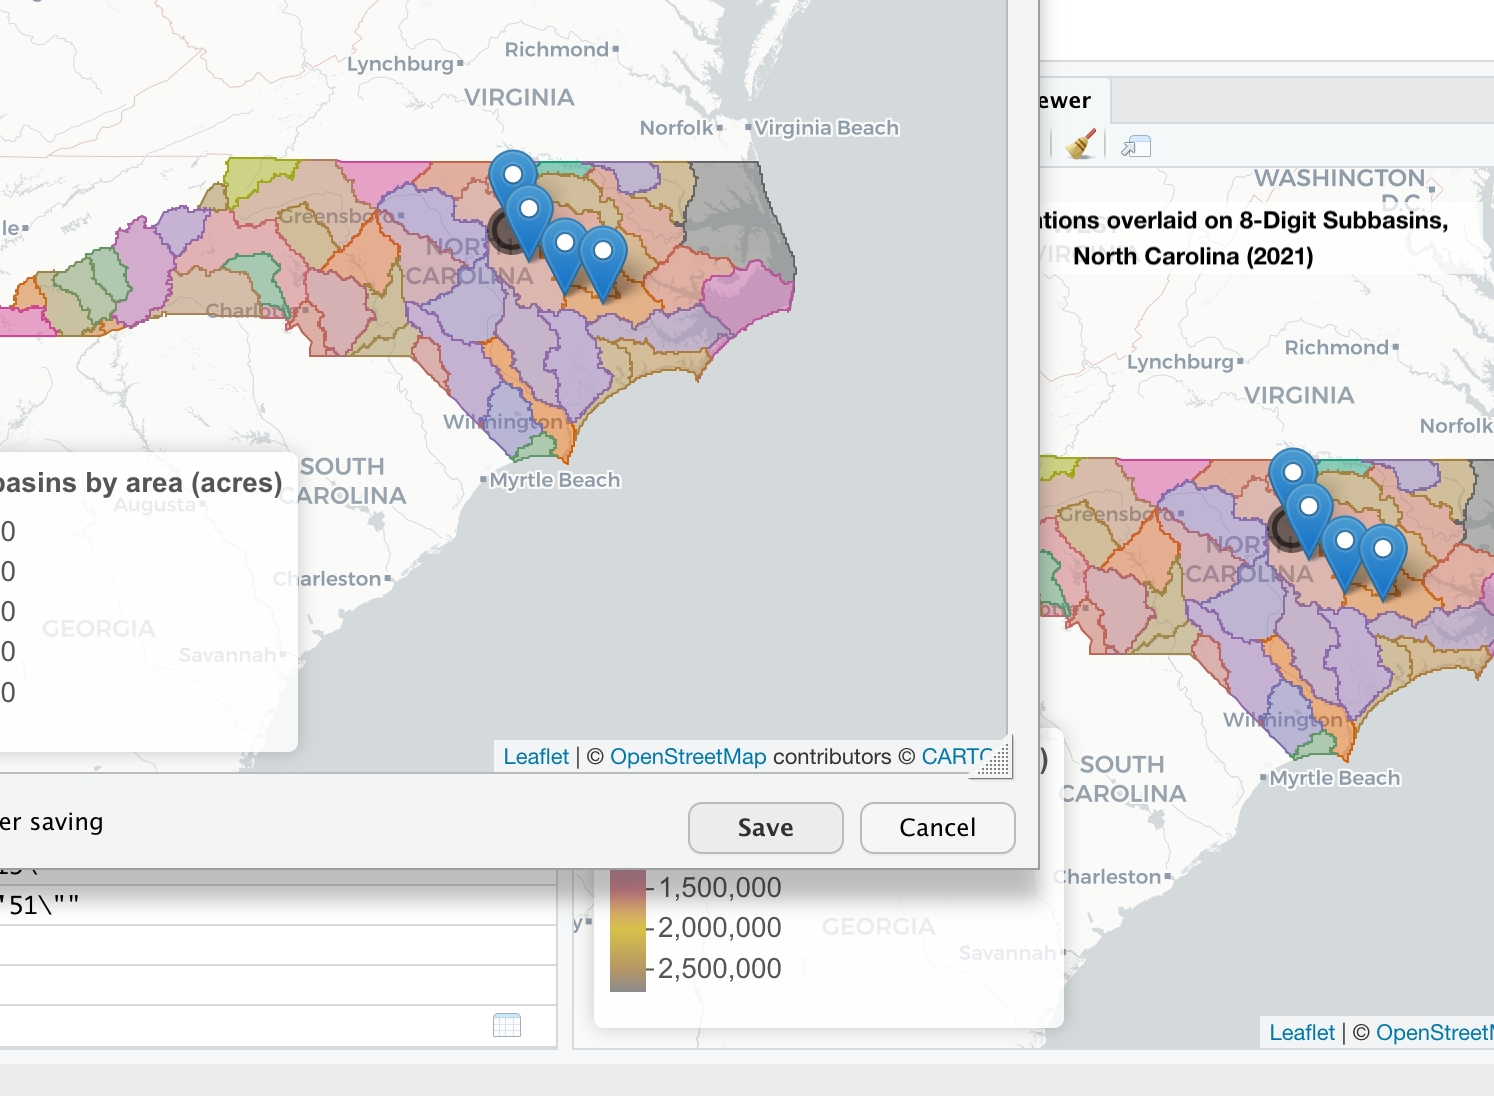 Richmond
Lynchburg
VIRGINIA
Norfolk
Virginia Beach
Greensboro
NORTH
CAROLINA
Charlotte
Wilmington
Myrtle Beach
SOUTH
CAROLINA
Augusta
Charleston
GEORGIA
Savannah
basins by area (acres)
0
0
0
0
0
Leaflet | © OpenStreetMap contributors © CARTO
er saving
Save
Cancel
'51\""
ewer
WASHINGTON
D.C.
WEST
VIRGINIA
tions overlaid on 8-Digit Subbasins,
North Carolina (2021)
Richmond
Lynchburg
VIRGINIA
Norfolk
Greensboro
NORTH
CAROLINA
Wilmington
)
SOUTH
CAROLINA
Myrtle Beach
Charleston
GEORGIA
Savannah
1,500,000
2,000,000
2,500,000
Leaflet | © OpenStreetM